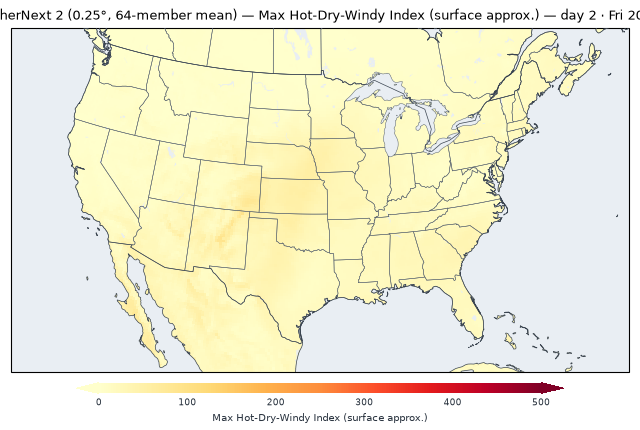 herNext 2 (0.25°, 64-member mean) — Max Hot-Dry-Windy Index (surface approx.) — day 2 · Fri 20
0 100 200 300 400 500
Max Hot-Dry-Windy Index (surface approx.)